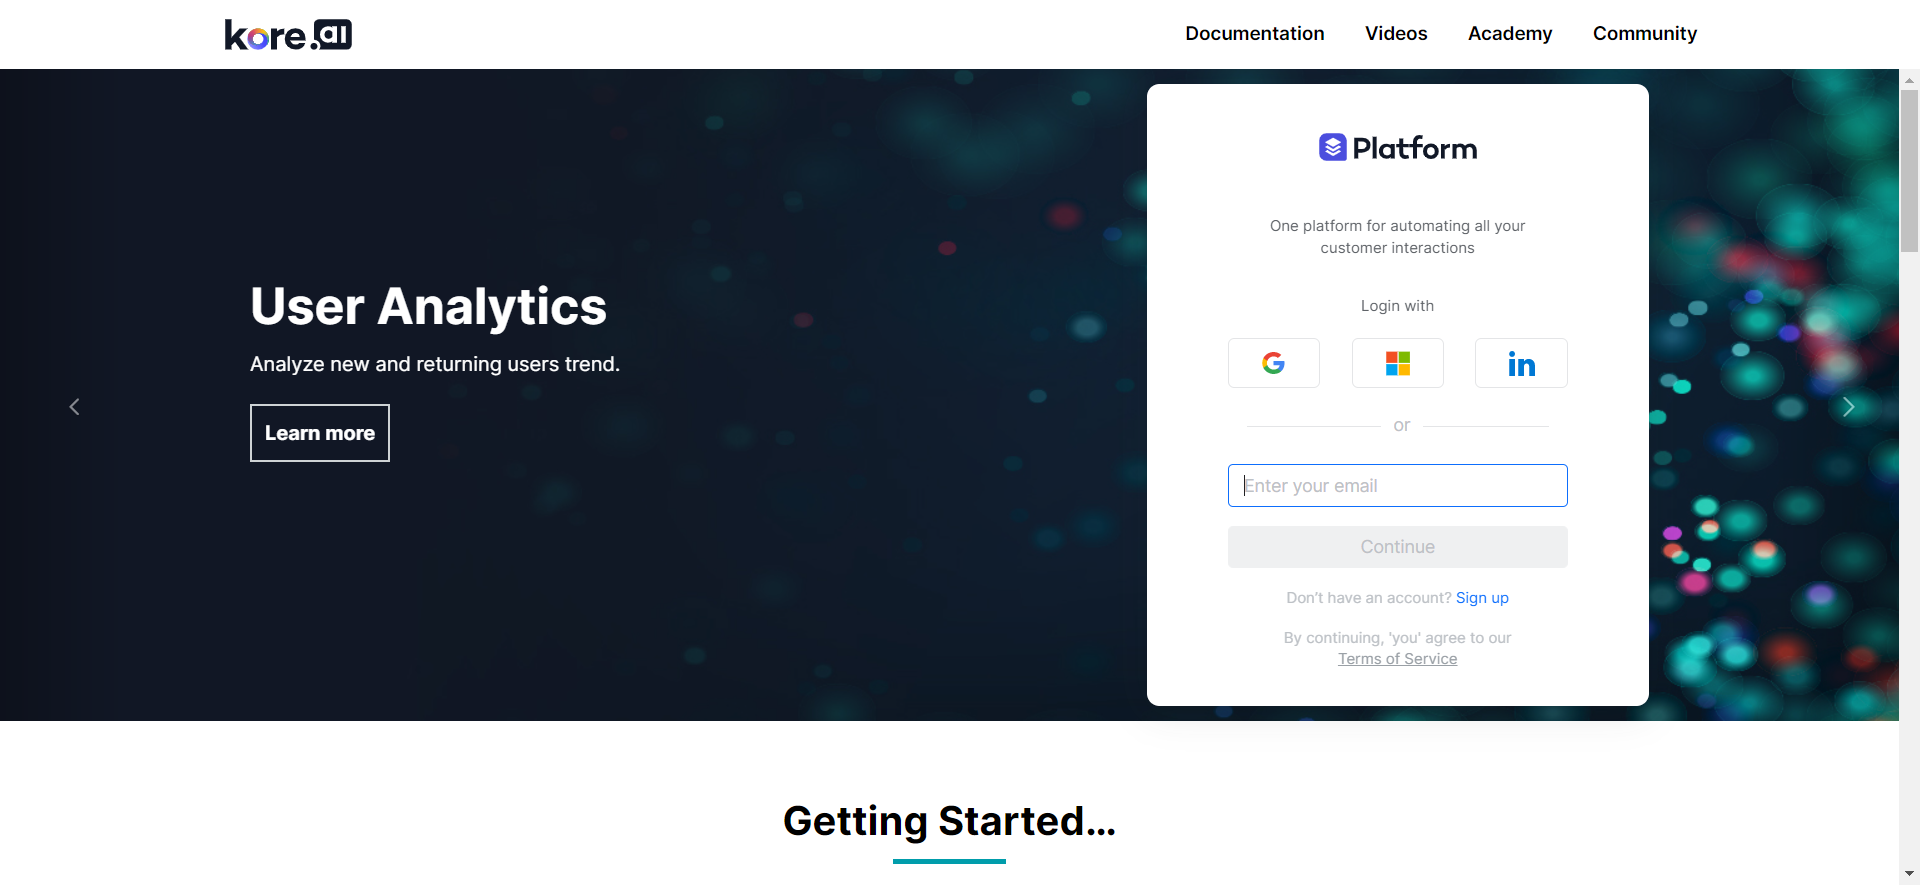 kore.ai
Documentation
Videos
Academy
Community
User Analytics
Analyze new and returning users trend.
Learn more
Platform
One platform for automating all your
customer interactions
Login with
or
Enter your email
Continue
Don't have an account? Sign up
By continuing, 'you' agree to our
Terms of Service
Getting Started...